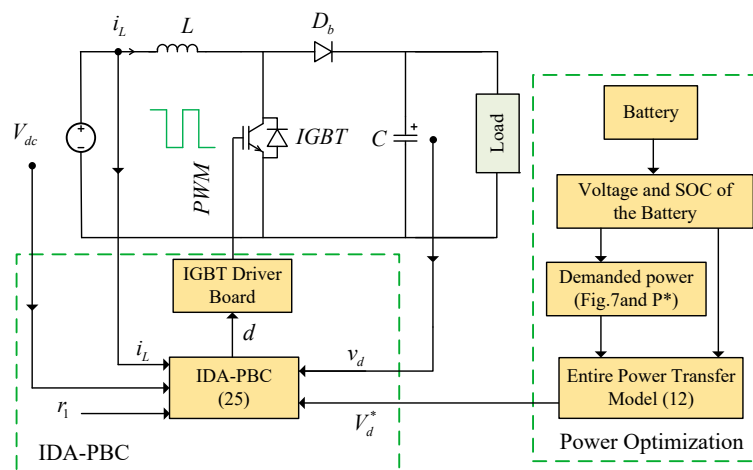 i_L
L
D_b
V_dc
+
−
PWM
IGBT
C
+
Load
IGBT Driver
Board
d
i_L
r_1
IDA-PBC
(25)
v_d
V_d^*
IDA-PBC
Battery
Voltage and SOC of
the Battery
Demanded power
(Fig.7and P*)
Entire Power Transfer
Model (12)
Power Optimization